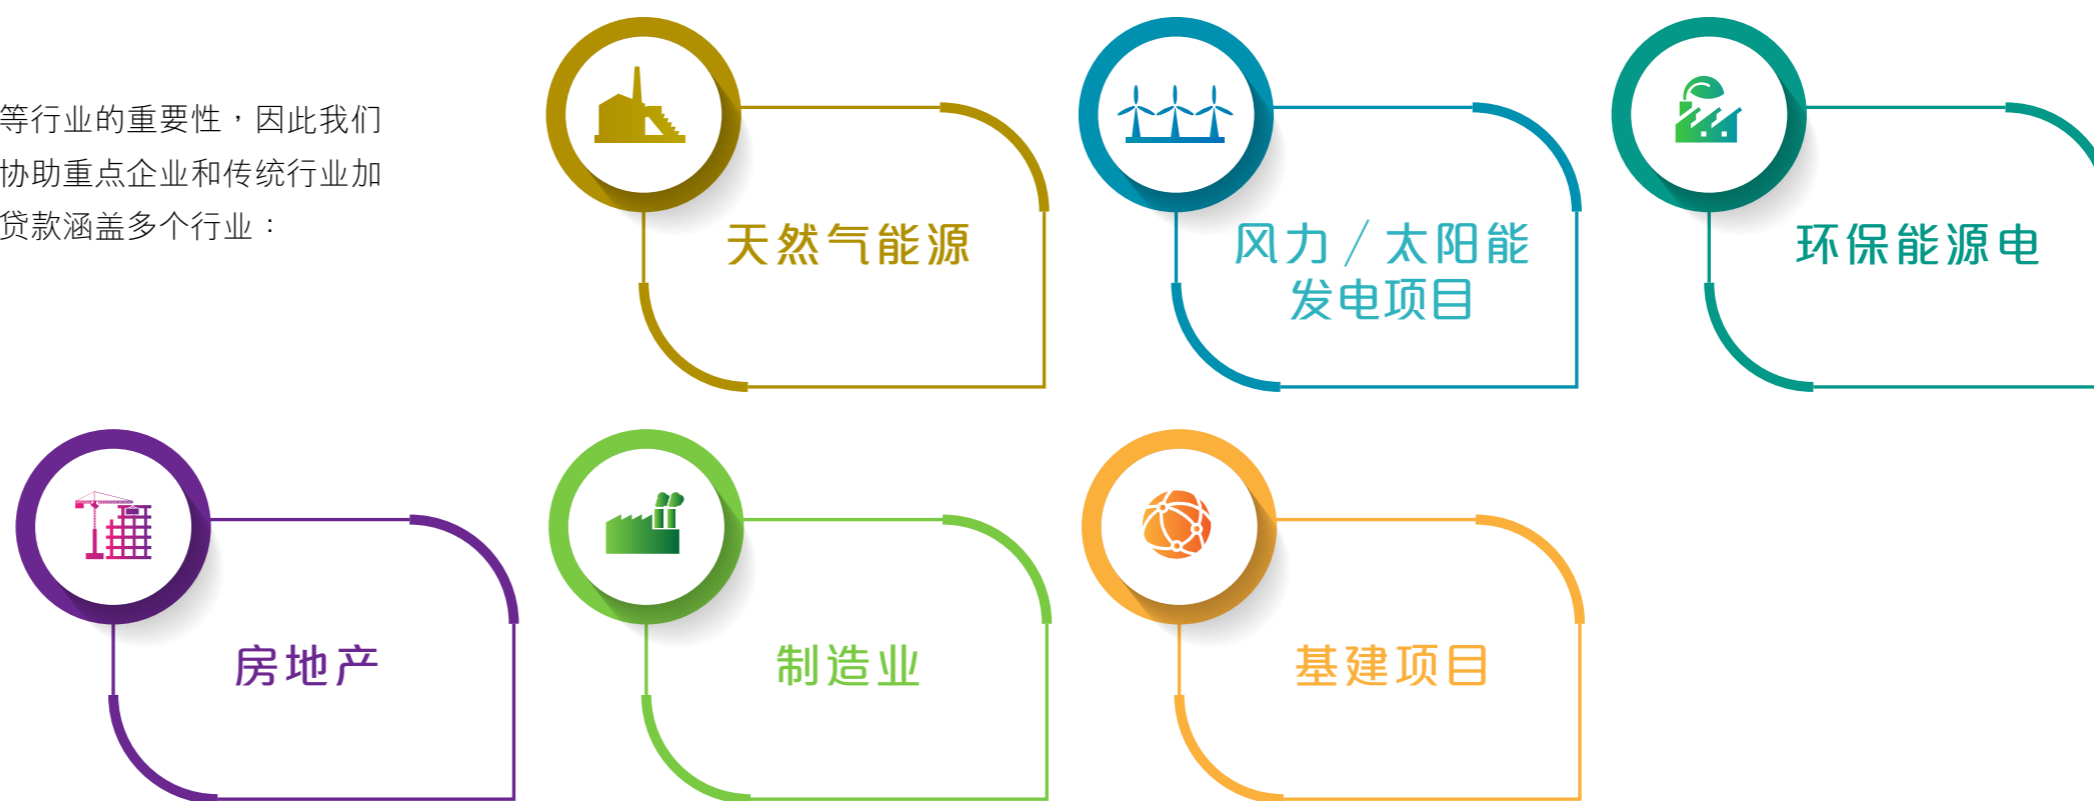 等行业的重要性，因此我们
协助重点企业和传统行业加
贷款涵盖多个行业：
天然气能源
风力／太阳能
发电项目
环保能源电
房地产
制造业
基建项目